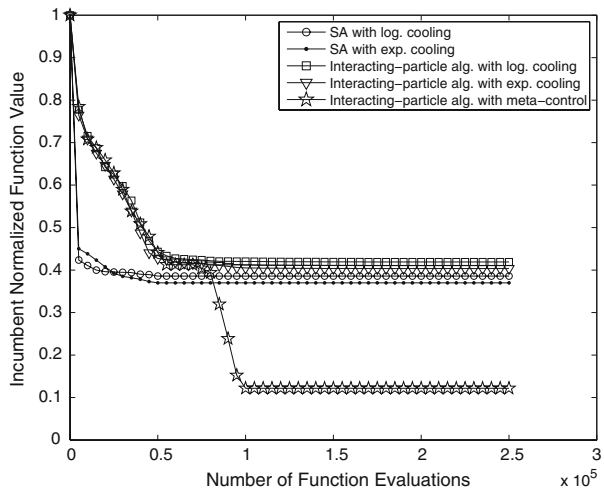 SA with log. cooling
SA with exp. cooling
Interacting–particle alg. with log. cooling
Interacting–particle alg. with exp. cooling
Interacting–particle alg. with meta–control
Incumbent Normalized Function Value
1
0.9
0.8
0.7
0.6
0.5
0.4
0.3
0.2
0.1
0
0 0.5 1 1.5 2 2.5 3
Number of Function Evaluations x 10^5